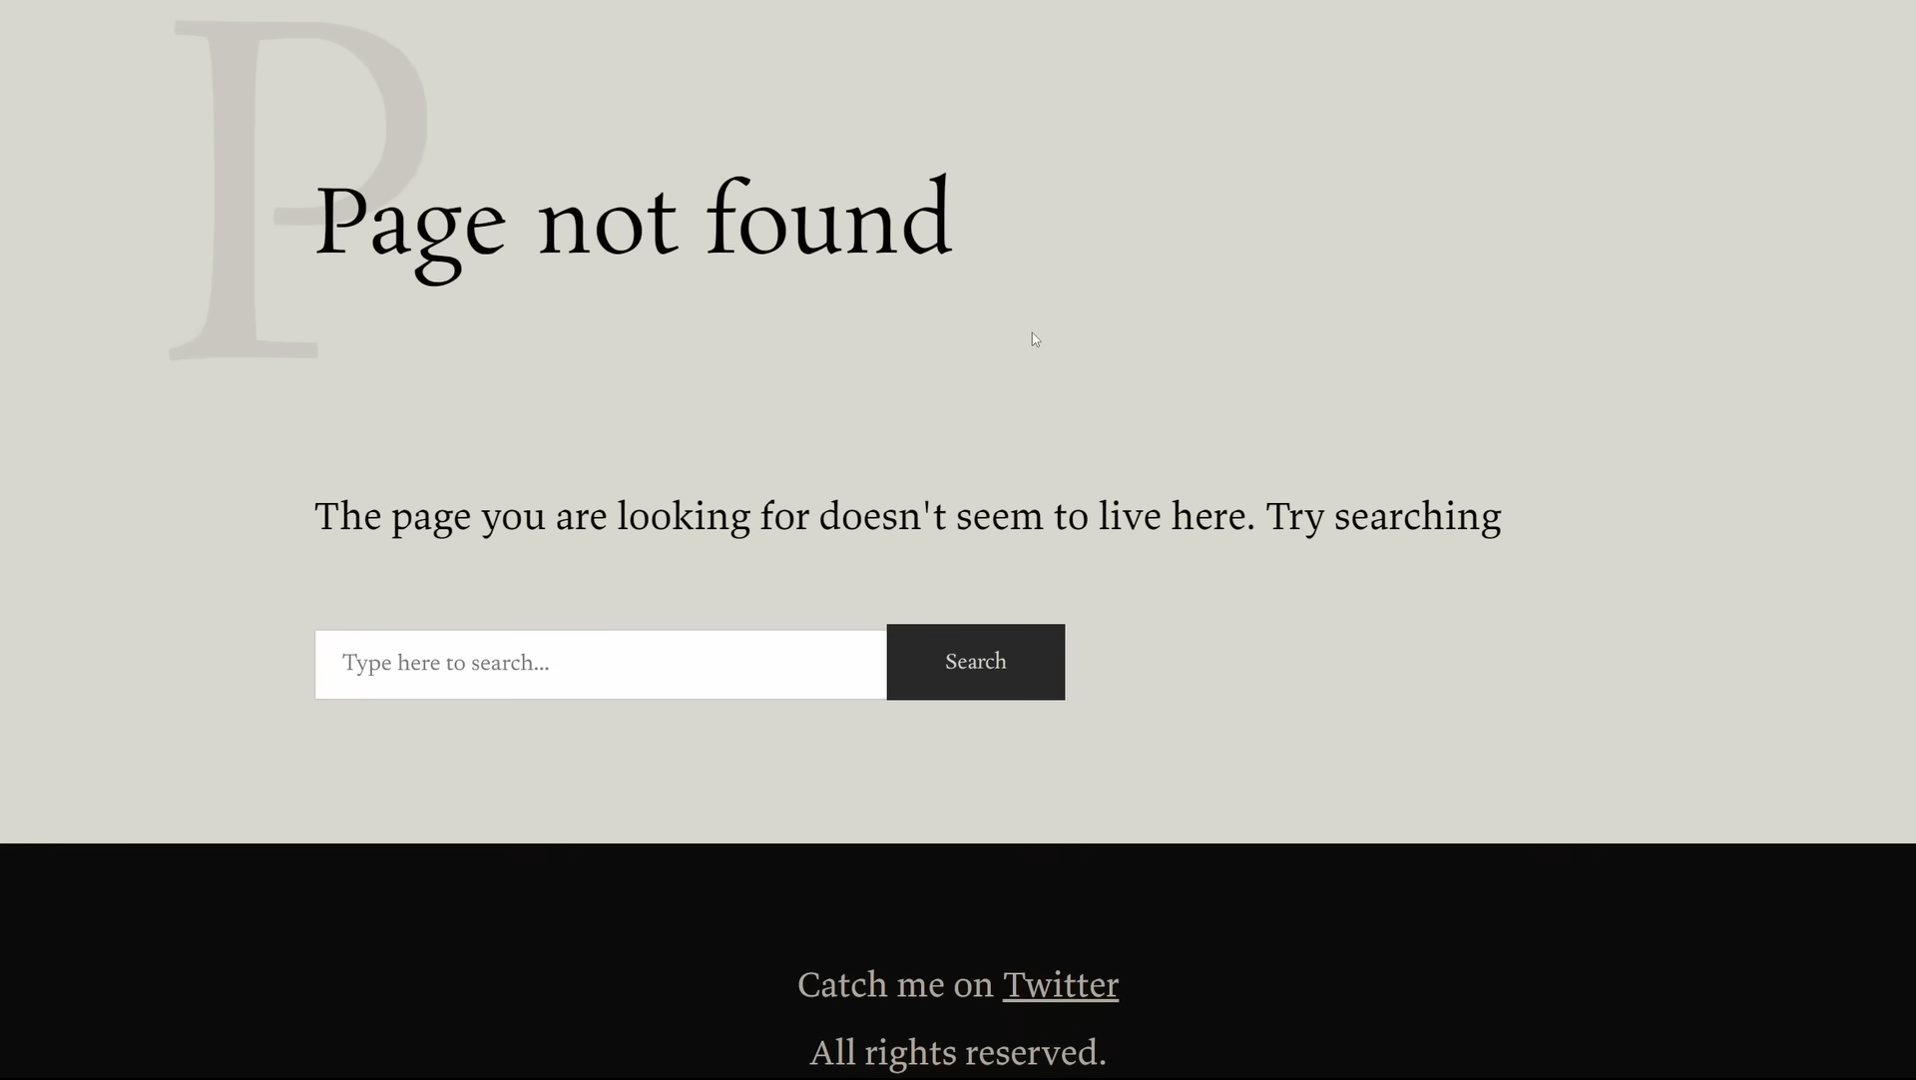 P
Page not found
The page you are looking for doesn't seem to live here. Try searching
Type here to search...
Search
Catch me on Twitter
All rights reserved.